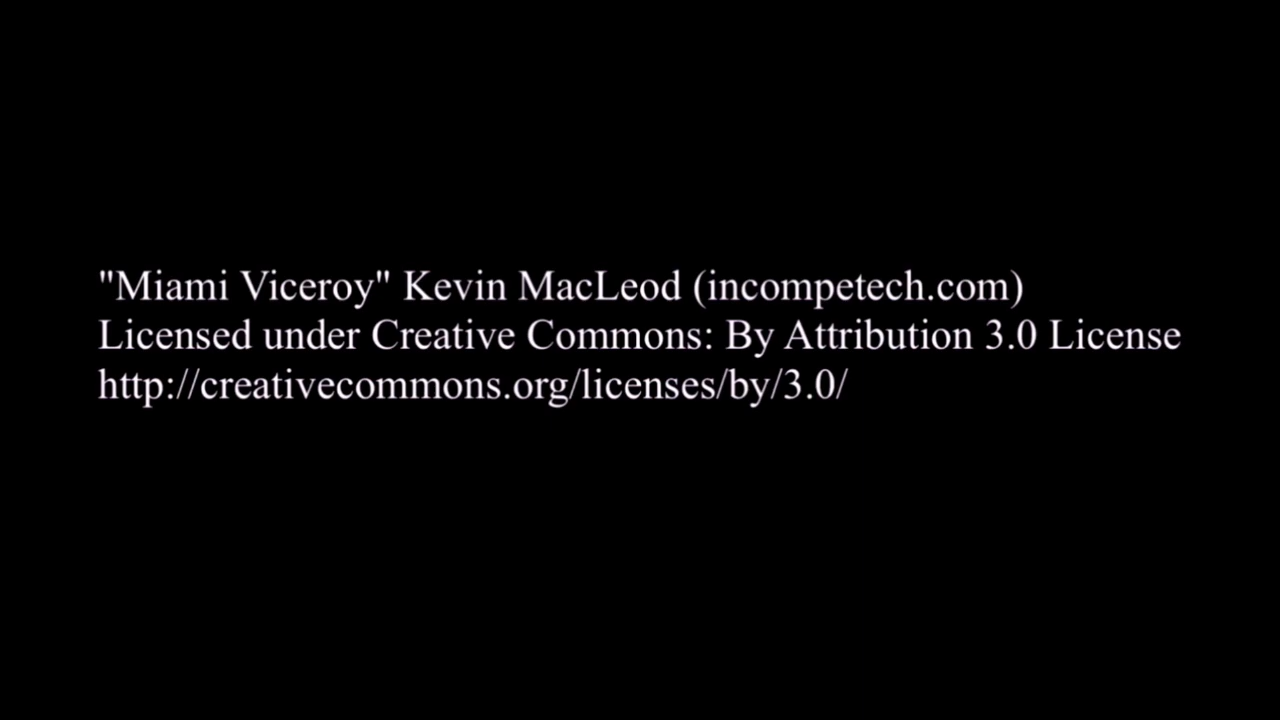 "Miami Viceroy" Kevin MacLeod (incompetech.com)
Licensed under Creative Commons: By Attribution 3.0 License
http://creativecommons.org/licenses/by/3.0/